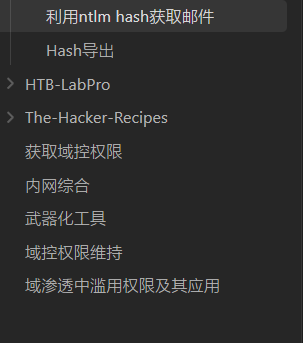 利用ntlm hash获取邮件
Hash导出
HTB-LabPro
The-Hacker-Recipes
获取域控权限
内网综合
武器化工具
域控权限维持
域渗透中滥用权限及其应用